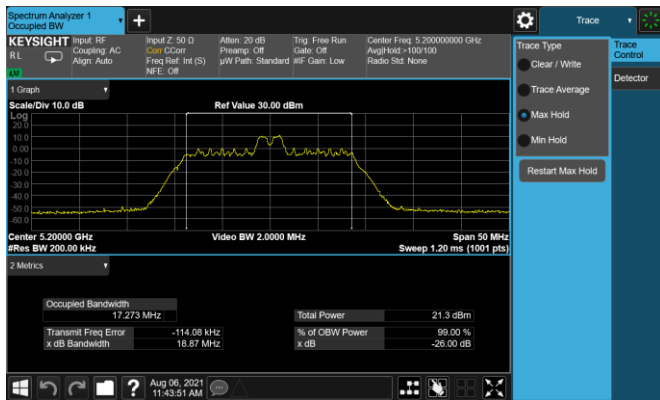 Spectrum Analyzer 1
Occupied BW
Trace
KEYSIGHT
RL
LXI
Input: RF
Coupling: AC
Align: Auto
Input Z: 50 Ω
Corr CCorr
Freq Ref: Int (S)
NFE: Off
Atten: 20 dB
Preamp: Off
µW Path: Standard
Trig: Free Run
Gate: Off
#IF Gain: Low
Center Freq: 5.200000000 GHz
Avg|Hold:>100/100
Radio Std: None
Trace Type
Clear / Write
Trace Average
Max Hold
Min Hold
Restart Max Hold
Trace
Control
Detector
1 Graph
Scale/Div 10.0 dB
Ref Value 30.00 dBm
Log
20.0
10.0
0.00
-10.0
-20.0
-30.0
-40.0
-50.0
-60.0
Center 5.20000 GHz
#Res BW 200.00 kHz
Video BW 2.0000 MHz
Span 50 MHz
Sweep 1.20 ms (1001 pts)
2 Metrics
Occupied Bandwidth
17.273 MHz
Total Power 21.3 dBm
Transmit Freq Error -114.08 kHz
% of OBW Power 99.00 %
x dB Bandwidth 18.87 MHz
x dB -26.00 dB
?
Aug 06, 2021
11:43:51 AM